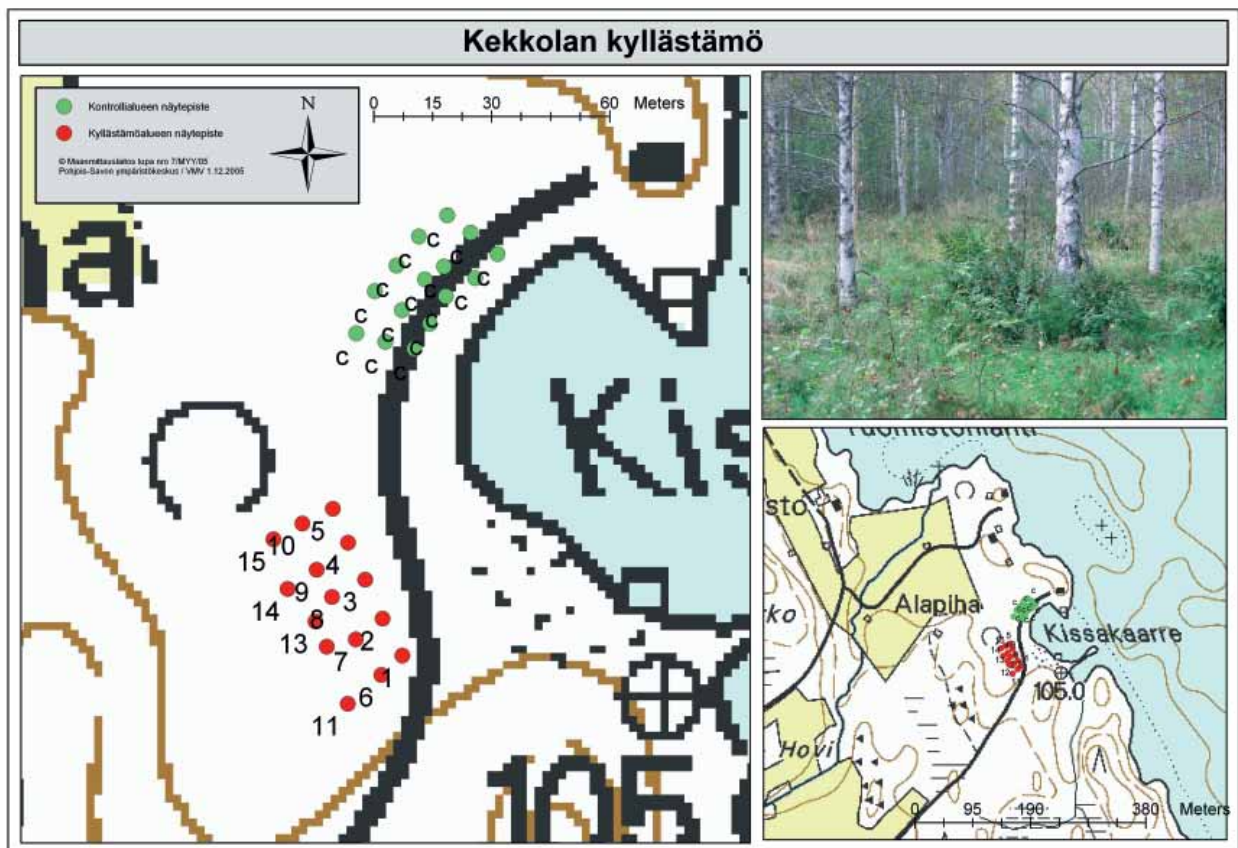 Kekkolan kyllästämö
Kontrollialueen näytepiste
Kyllästämöalueen näytepiste
© Maanmittauslaitos lupa nro 7/MYY/05
Pohjois-Savon ympäristökeskus / VMV 1.12.2005
N
0 15 30 60 Meters
a
C
C C
C C
C C C
C C
C C
C C C
Kis
5
10
15
4
9
14
3
8
13
2
7
1
6
11
105
sto
Alapiha
Kissakaarre
105.0
Hovi
0 95 190 380 Meters